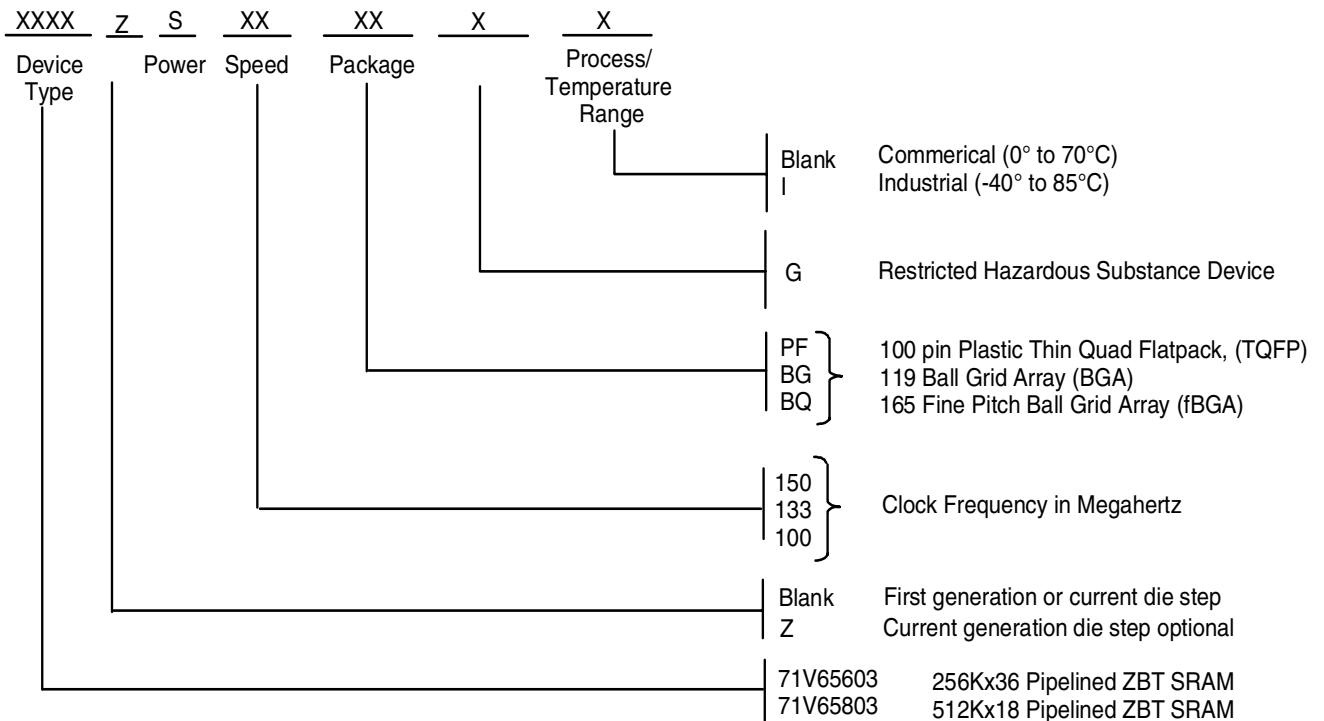 XXXX Z S XX XX X X
Device Type Power Speed Package Process/ Temperature Range
Blank Commerical (0° to 70°C)
I Industrial (-40° to 85°C)
G Restricted Hazardous Substance Device
PF 100 pin Plastic Thin Quad Flatpack, (TQFP)
BG 119 Ball Grid Array (BGA)
BQ 165 Fine Pitch Ball Grid Array (fBGA)
150
133 Clock Frequency in Megahertz
100
Blank First generation or current die step
Z Current generation die step optional
71V65603 256Kx36 Pipelined ZBT SRAM
71V65803 512Kx18 Pipelined ZBT SRAM